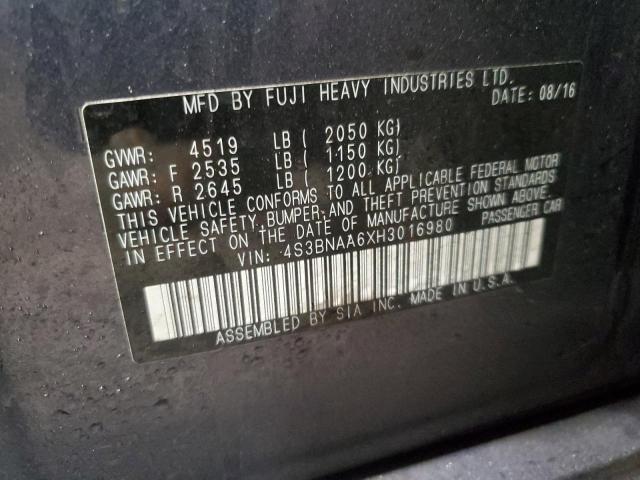 MFD BY FUJI HEAVY INDUSTRIES LTD.
DATE: 08/16
GVWR: 4519 LB ( 2050 KG)
GAWR: F 2535 LB ( 1150 KG)
GAWR: R 2645 LB ( 1200 KG)
THIS VEHICLE CONFORMS TO ALL APPLICABLE FEDERAL MOTOR
VEHICLE SAFETY, BUMPER, AND THEFT PREVENTION STANDARDS
IN EFFECT ON THE DATE OF MANUFACTURE SHOWN ABOVE.
VIN: 4S3BNAA6XH3016980 PASSENGER CAR
ASSEMBLED BY SIA INC. MADE IN U.S.A.